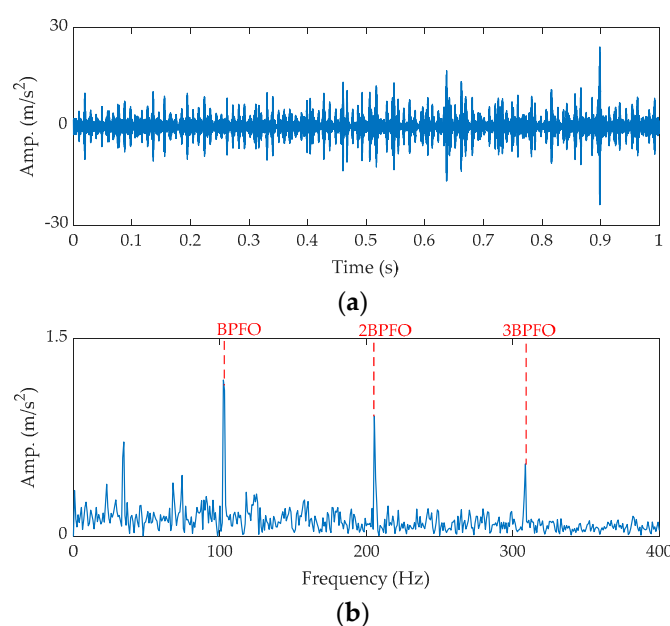 30
0
-30
Amp. (m/s²)
0 0.1 0.2 0.3 0.4 0.5 0.6 0.7 0.8 0.9 1
Time (s)
(a)
BPFO 2BPFO 3BPFO
1.5
0
Amp. (m/s²)
0 100 200 300 400
Frequency (Hz)
(b)